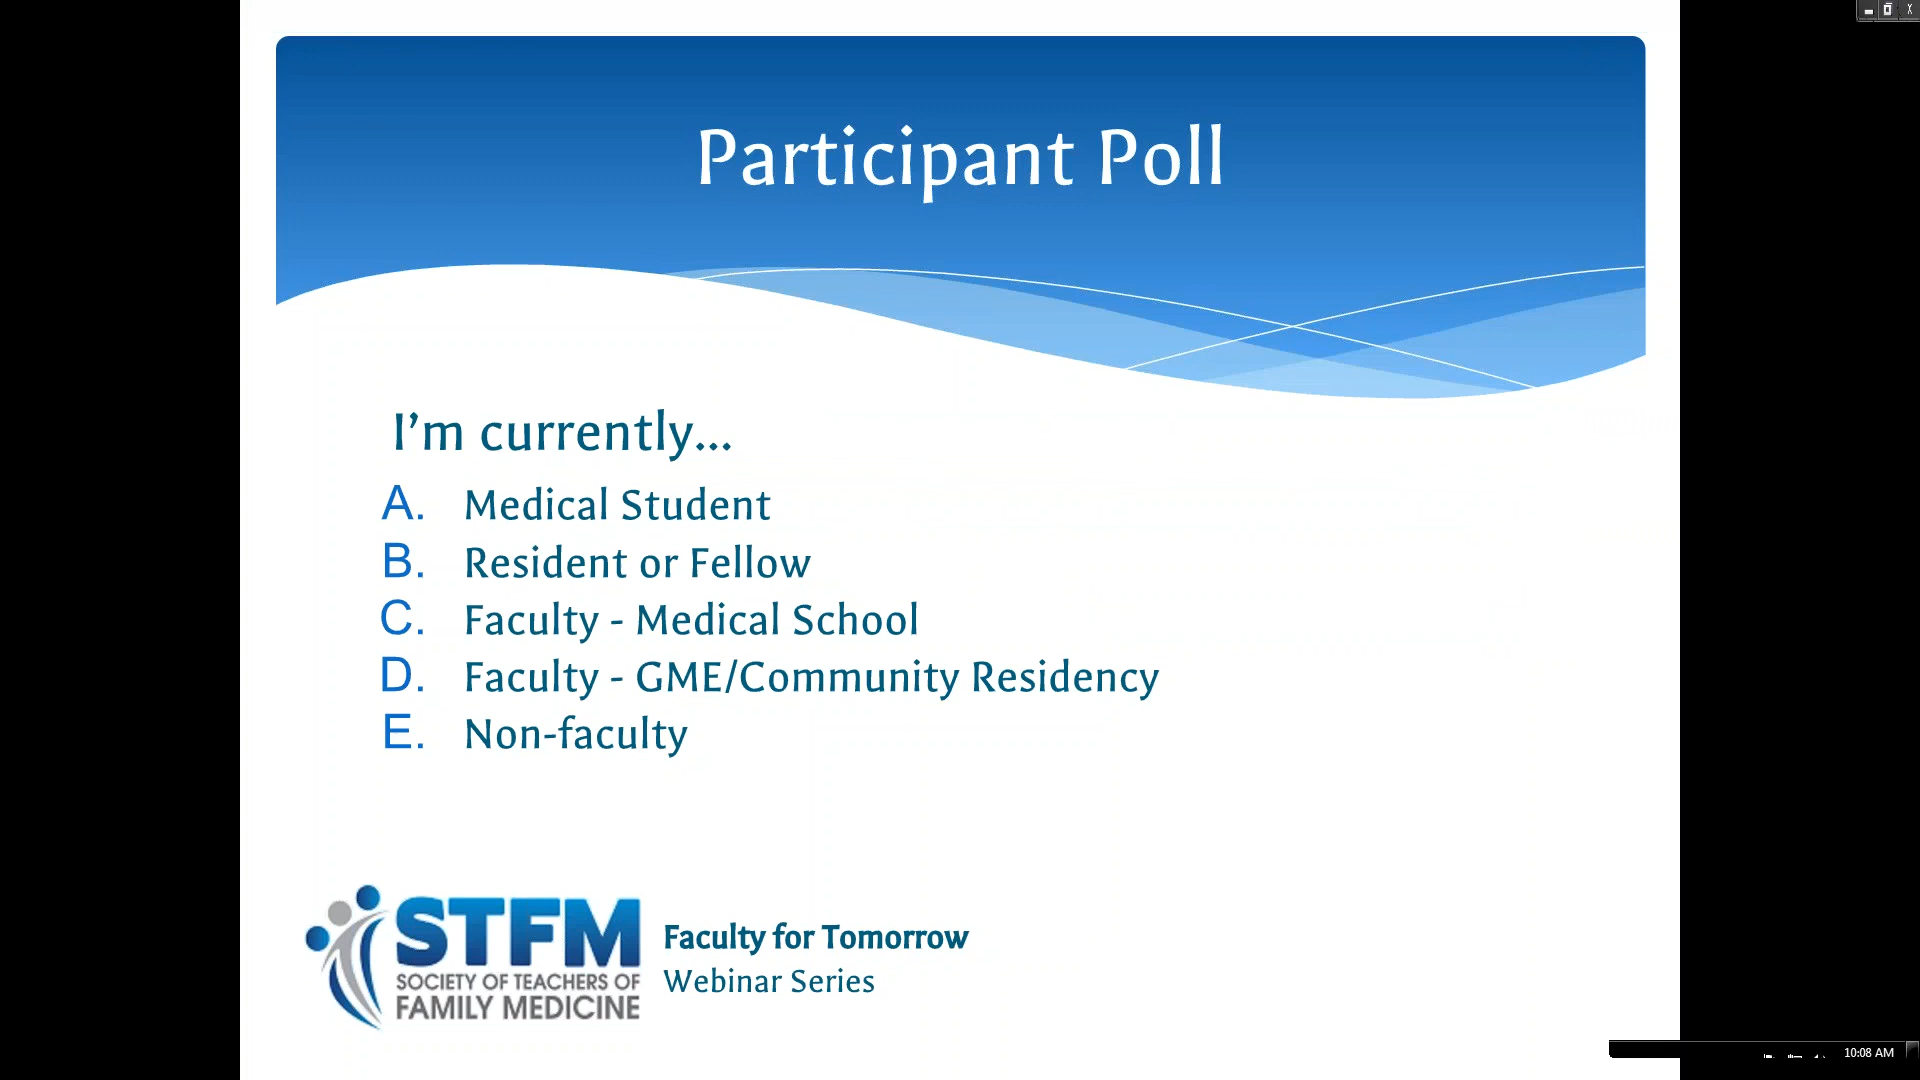 Participant Poll
I'm currently...
A. Medical Student
B. Resident or Fellow
C. Faculty - Medical School
D. Faculty - GME/Community Residency
E. Non-faculty
STFM
SOCIETY OF TEACHERS OF
FAMILY MEDICINE
Faculty for Tomorrow
Webinar Series
10:08 AM